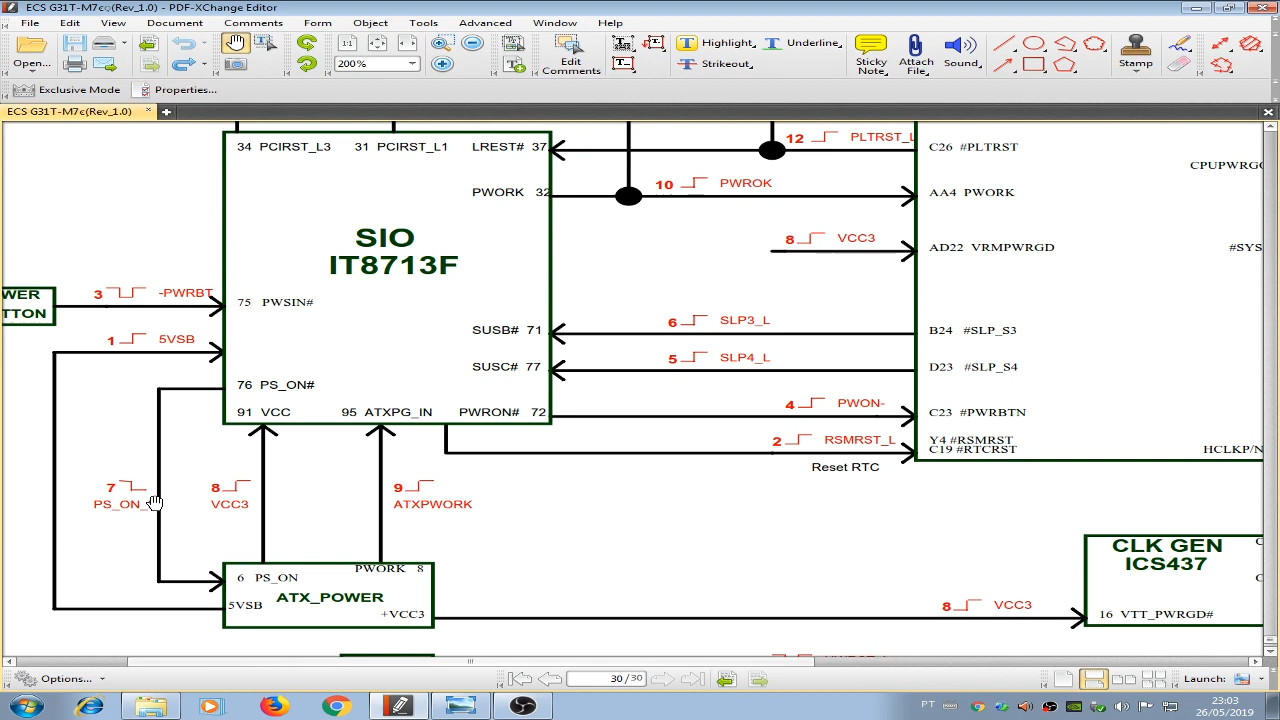 ECS G31T-M7c (Rev_1.0) - PDF-XChange Editor
File Edit View Document Comments Form Object Tools Advanced Window Help
Open... 200% Edit Comments Highlight Underline Strikeout Sticky Note Attach File Sound Stamp
Exclusive Mode Properties...
ECS G31T-M7c(Rev_1.0)
34 PCIRST_L3 31 PCIRST_L1 LREST# 37 12 PLTRST_L C26 #PLTRST
CPUPWRG
PWORK 32 10 PWROK AA4 PWORK
SIO
IT8713F
8 VCC3 AD22 VRMPWRGD #SYS
WER
TTON
3 -PWRBT 75 PWSIN#
1 5VSB
SUSB# 71 6 SLP3_L B24 #SLP_S3
SUSC# 77 5 SLP4_L D23 #SLP_S4
76 PS_ON#
91 VCC 95 ATXPG_IN PWRON# 72 4 PWON- C23 #PWRBTN
2 RSMRST_L Y4 #RSMRST
C19 #RTCRST HCLKP/N
Reset RTC
7 8 9
PS_ON_ VCC3 ATXPWORK
PWORK 8
6 PS_ON
ATX_POWER
5VSB
+VCC3
8 VCC3
CLK GEN
ICS437
16 VTT_PWRGD#
Options... 30 / 30 Launch:
PT 23:03
26/05/2019